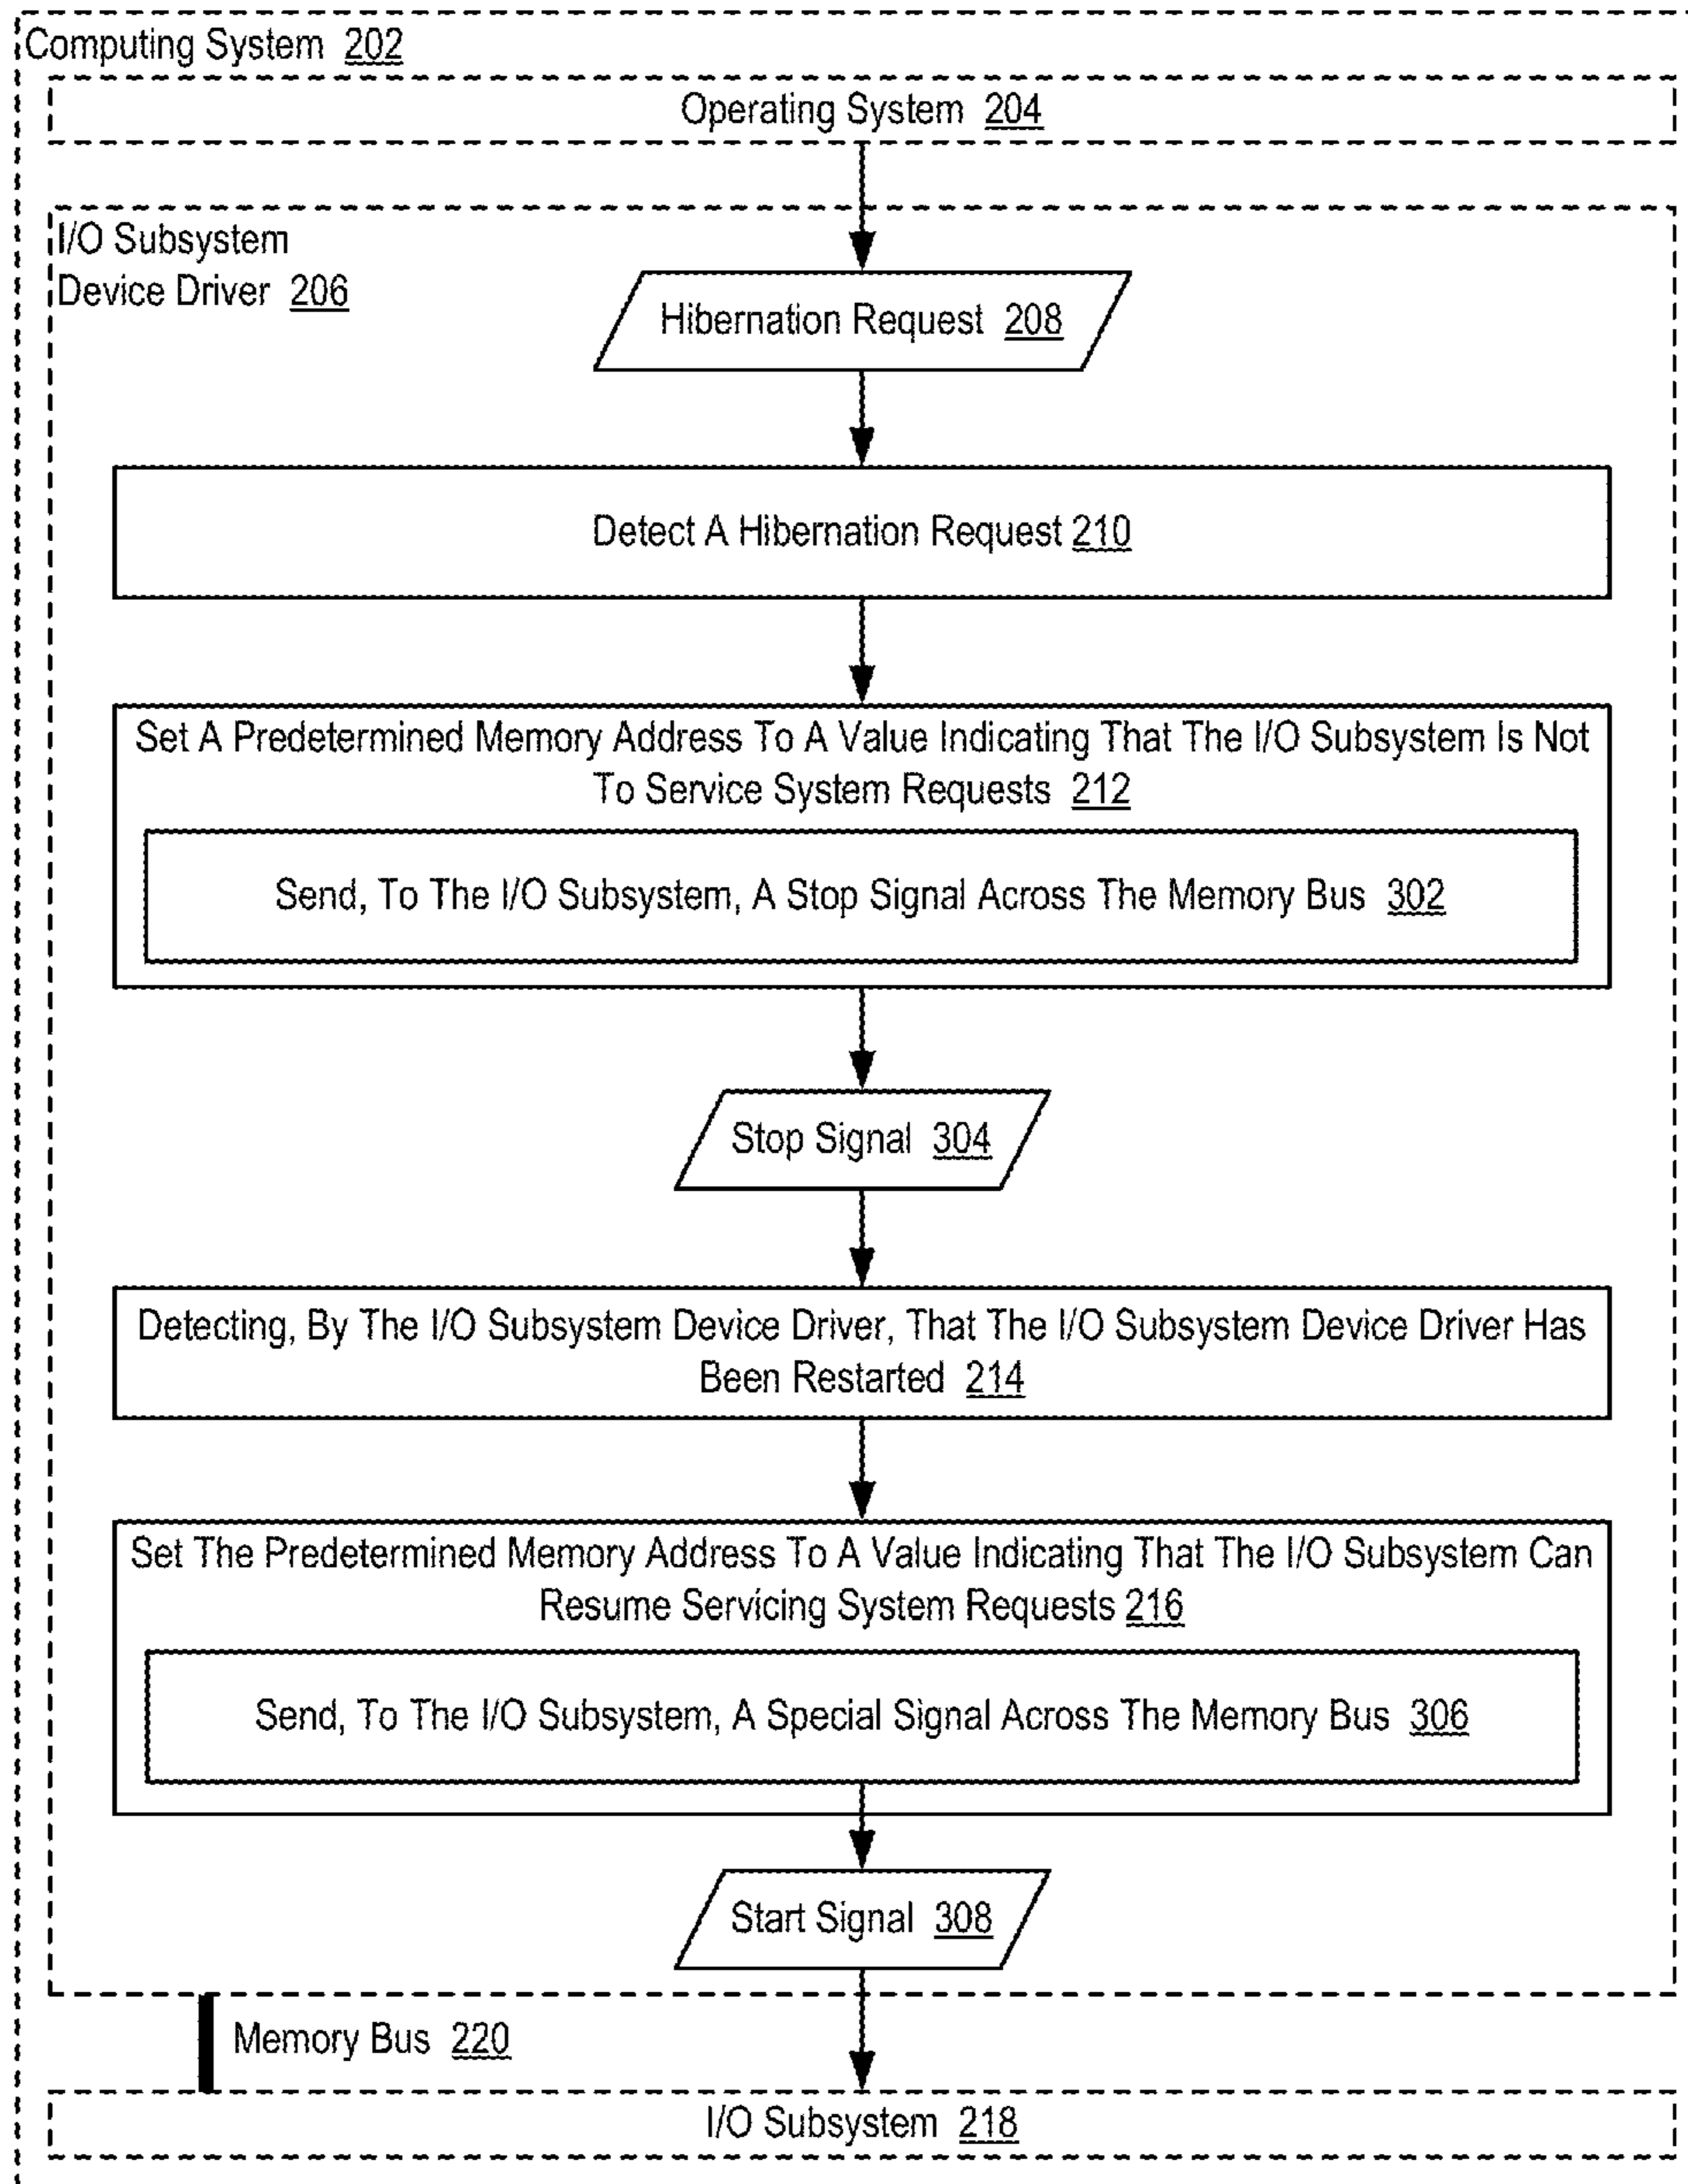 Computing System 202
Operating System 204
I/O Subsystem
Device Driver 206
Hibernation Request 208
Detect A Hibernation Request 210
Set A Predetermined Memory Address To A Value Indicating That The I/O Subsystem Is Not
To Service System Requests 212
Send, To The I/O Subsystem, A Stop Signal Across The Memory Bus 302
Stop Signal 304
Detecting, By The I/O Subsystem Device Driver, That The I/O Subsystem Device Driver Has
Been Restarted 214
Set The Predetermined Memory Address To A Value Indicating That The I/O Subsystem Can
Resume Servicing System Requests 216
Send, To The I/O Subsystem, A Special Signal Across The Memory Bus 306
Start Signal 308
Memory Bus 220
I/O Subsystem 218